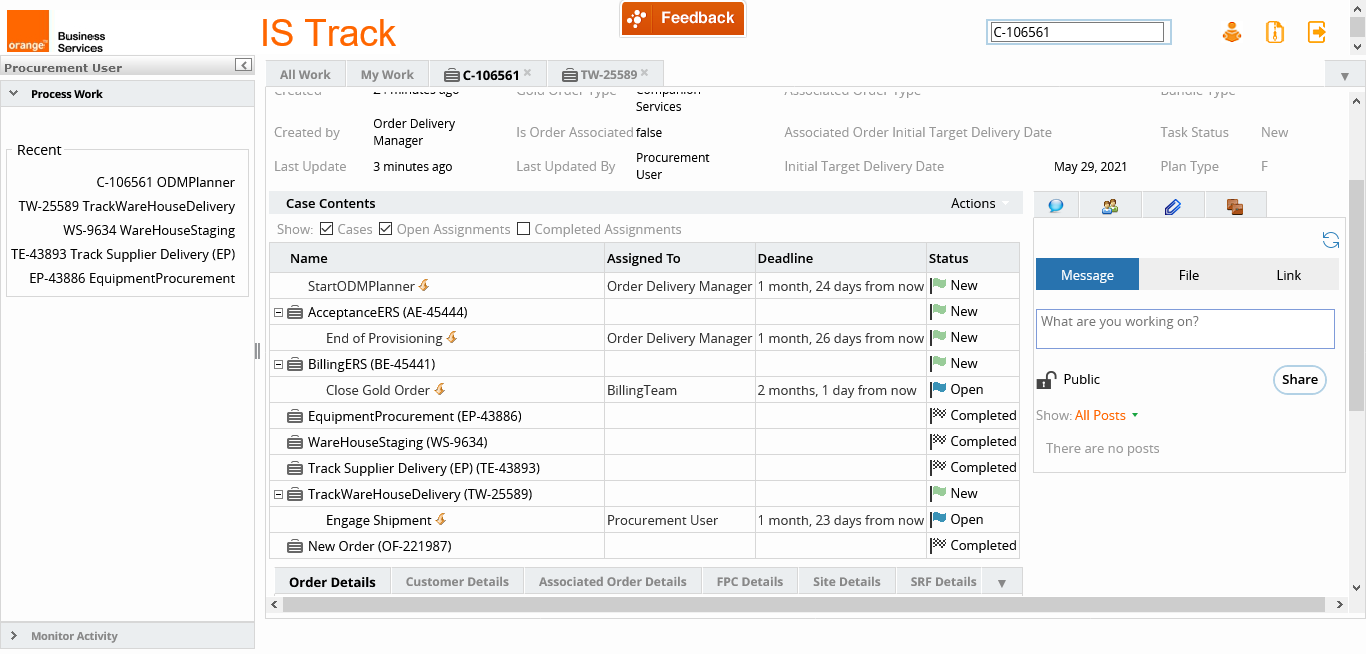 orange™
Business
Services
IS Track
Feedback
C-106561
Procurement User
Process Work
Recent
C-106561 ODMPlanner
TW-25589 TrackWareHouseDelivery
WS-9634 WareHouseStaging
TE-43893 Track Supplier Delivery (EP)
EP-43886 EquipmentProcurement
Monitor Activity
All Work My Work C-106561 TW-25589
Created 24 minutes ago Gold Order Type Companion Services Associated Order Type Bundle Type
Created by Order Delivery Manager Is Order Associated false Associated Order Initial Target Delivery Date Task Status New
Last Update 3 minutes ago Last Updated By Procurement User Initial Target Delivery Date May 29, 2021 Plan Type F
Case Contents Actions
Show: Cases Open Assignments Completed Assignments
Name Assigned To Deadline Status
StartODMPlanner Order Delivery Manager 1 month, 24 days from now New
AcceptanceERS (AE-45444) New
End of Provisioning Order Delivery Manager 1 month, 26 days from now New
BillingERS (BE-45441) New
Close Gold Order BillingTeam 2 months, 1 day from now Open
EquipmentProcurement (EP-43886) Completed
WareHouseStaging (WS-9634) Completed
Track Supplier Delivery (EP) (TE-43893) Completed
TrackWareHouseDelivery (TW-25589) New
Engage Shipment Procurement User 1 month, 23 days from now Open
New Order (OF-221987) Completed
Order Details Customer Details Associated Order Details FPC Details Site Details SRF Details
Message File Link
What are you working on?
Public Share
Show: All Posts
There are no posts